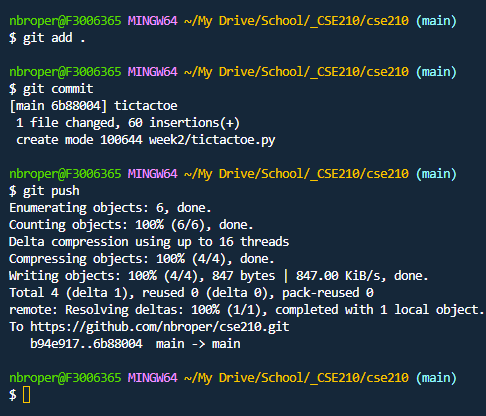 nbroper@F3006365 MINGW64 ~/My Drive/School/_CSE210/cse210 (main)
$ git add .
nbroper@F3006365 MINGW64 ~/My Drive/School/_CSE210/cse210 (main)
$ git commit
[main 6b88004] tictactoe
 1 file changed, 60 insertions(+)
 create mode 100644 week2/tictactoe.py
nbroper@F3006365 MINGW64 ~/My Drive/School/_CSE210/cse210 (main)
$ git push
Enumerating objects: 6, done.
Counting objects: 100% (6/6), done.
Delta compression using up to 16 threads
Compressing objects: 100% (4/4), done.
Writing objects: 100% (4/4), 847 bytes | 847.00 KiB/s, done.
Total 4 (delta 1), reused 0 (delta 0), pack-reused 0
remote: Resolving deltas: 100% (1/1), completed with 1 local object.
To https://github.com/nbroper/cse210.git
   b94e917..6b88004  main -> main
nbroper@F3006365 MINGW64 ~/My Drive/School/_CSE210/cse210 (main)
$